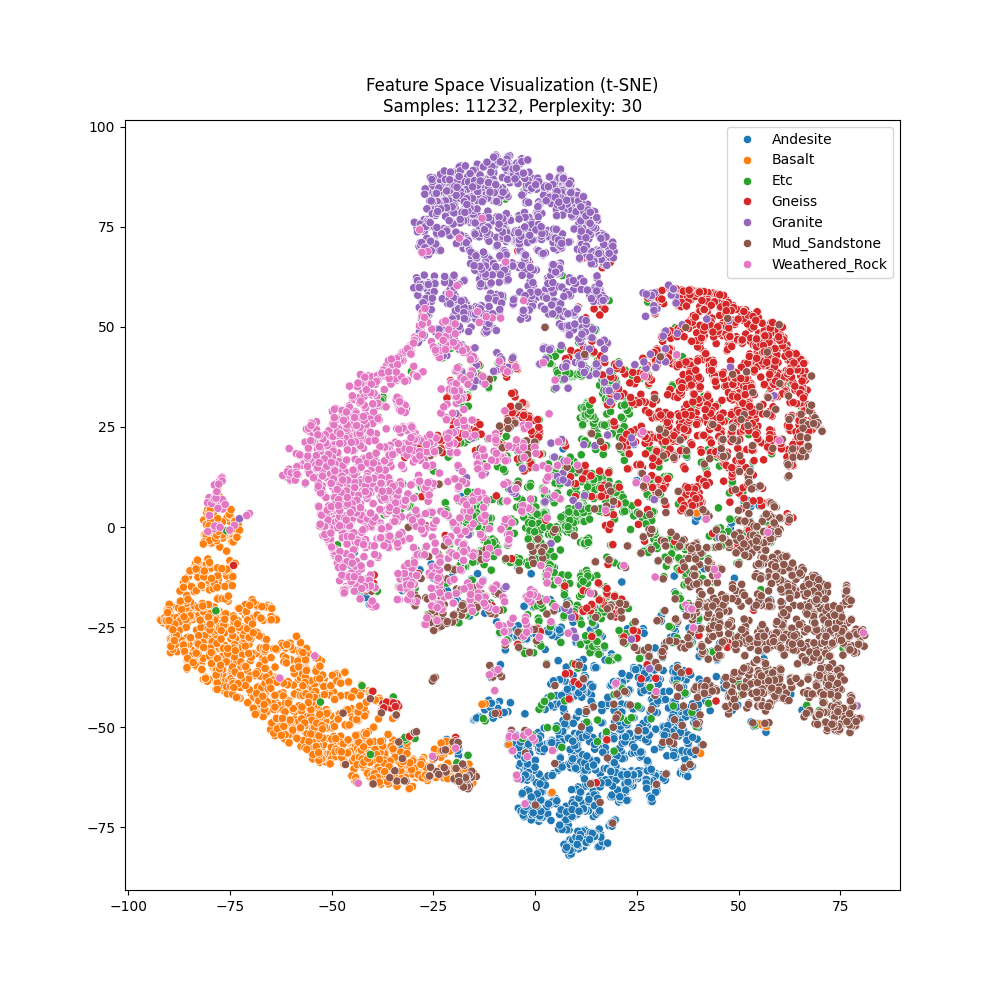 Feature Space Visualization (t-SNE)
Samples: 11232, Perplexity: 30
100
75
50
25
0
−25
−50
−75
−100
−75
−50
−25
0
25
50
75
Andesite
Basalt
Etc
Gneiss
Granite
Mud_Sandstone
Weathered_Rock